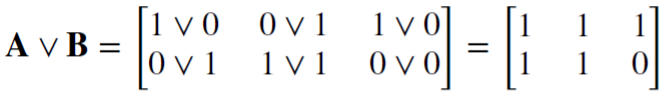 A ∨ B = [1 ∨ 0 0 ∨ 1 1 ∨ 0] = [1 1 1]
[0 ∨ 1 1 ∨ 1 0 ∨ 0] [1 1 0]